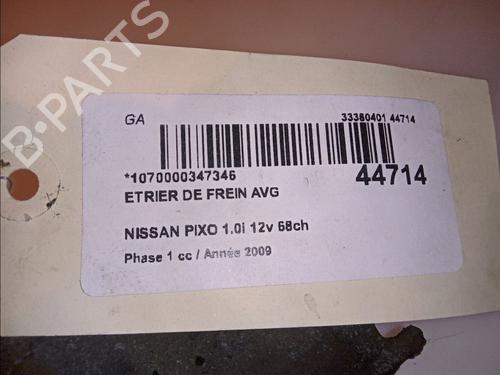 B-PARTS
GA
33380401 44714
*1070000347346
44714
ETRIER DE FREIN AVG
NISSAN PIXO 1.0i 12v 68ch
Phase 1 cc / Année 2009